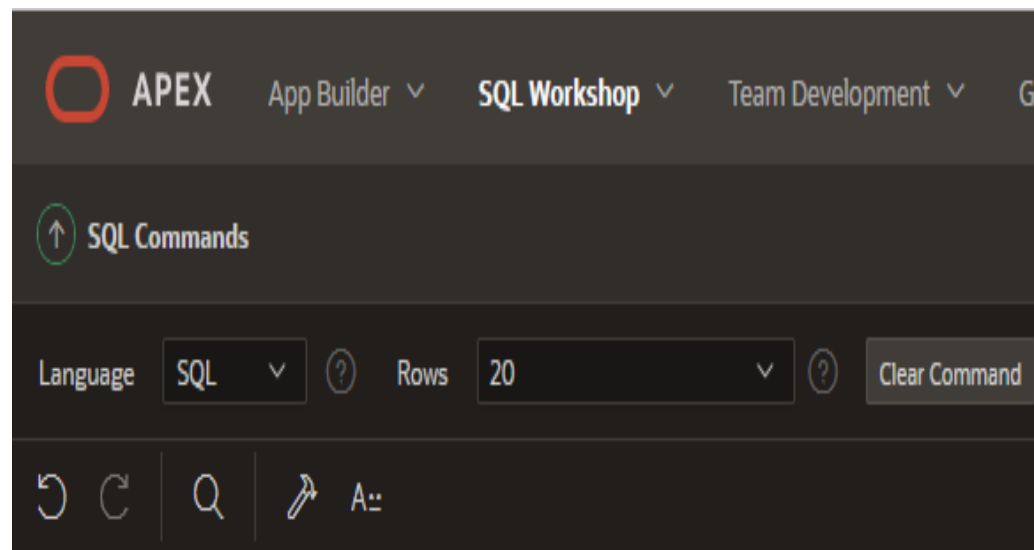 APEX App Builder SQL Workshop Team Development G
SQL Commands
Language SQL ? Rows 20 ? Clear Command
A::